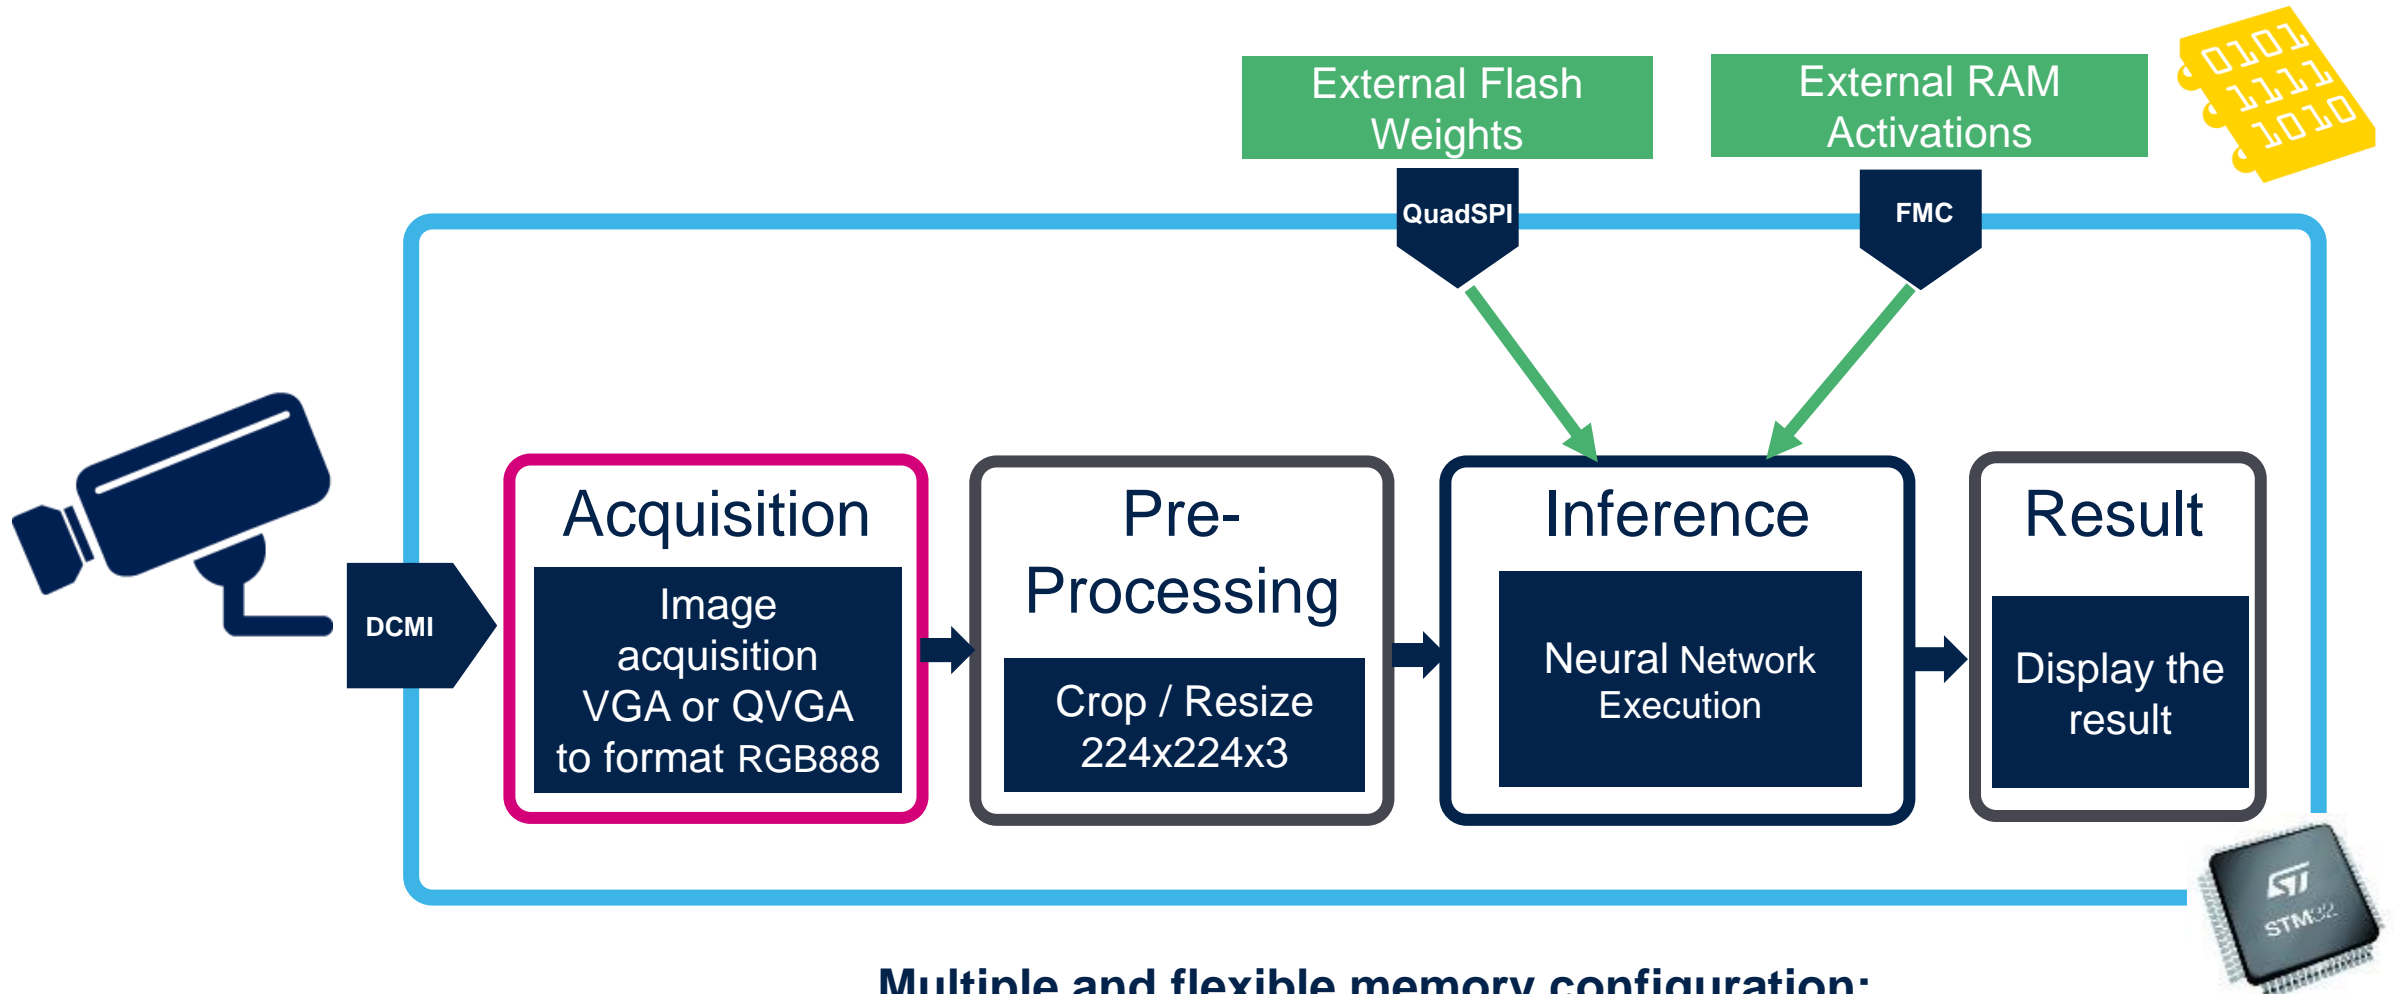 External Flash
Weights
External RAM
Activations
0101
1111
1010
QuadSPI
FMC
DCMI
Acquisition
Image
acquisition
VGA or QVGA
to format RGB888
Pre-
Processing
Crop / Resize
224x224x3
Inference
Neural Network
Execution
Result
Display the
result
ST
STM32
Multiple and flexible memory configuration: